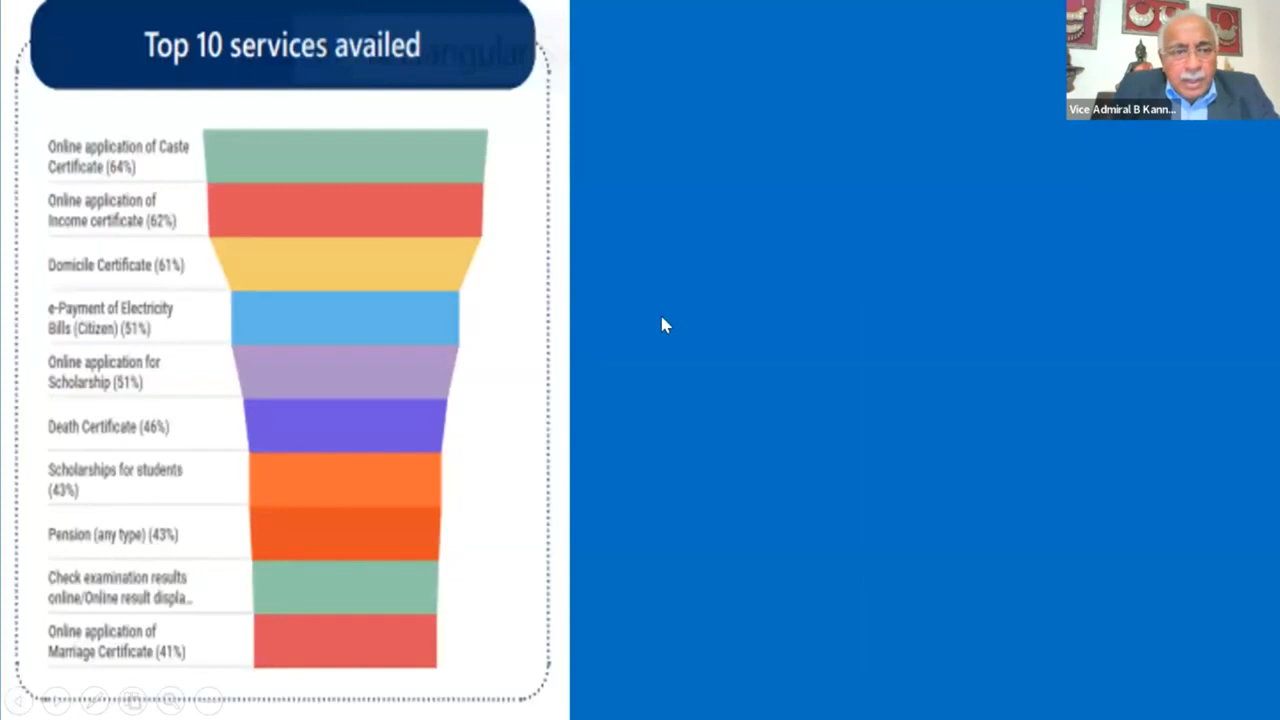 Top 10 services availed
Online application of Caste
Certificate (64%)
Online application of
Income certificate (62%)
Domicile Certificate (61%)
e-Payment of Electricity
Bills (Citizen) (51%)
Online application for
Scholarship (51%)
Death Certificate (46%)
Scholarships for students
(43%)
Pension (any type) (43%)
Check examination results
online/Online result displa...
Online application of
Marriage Certificate (41%)
Vice Admiral B Kann...